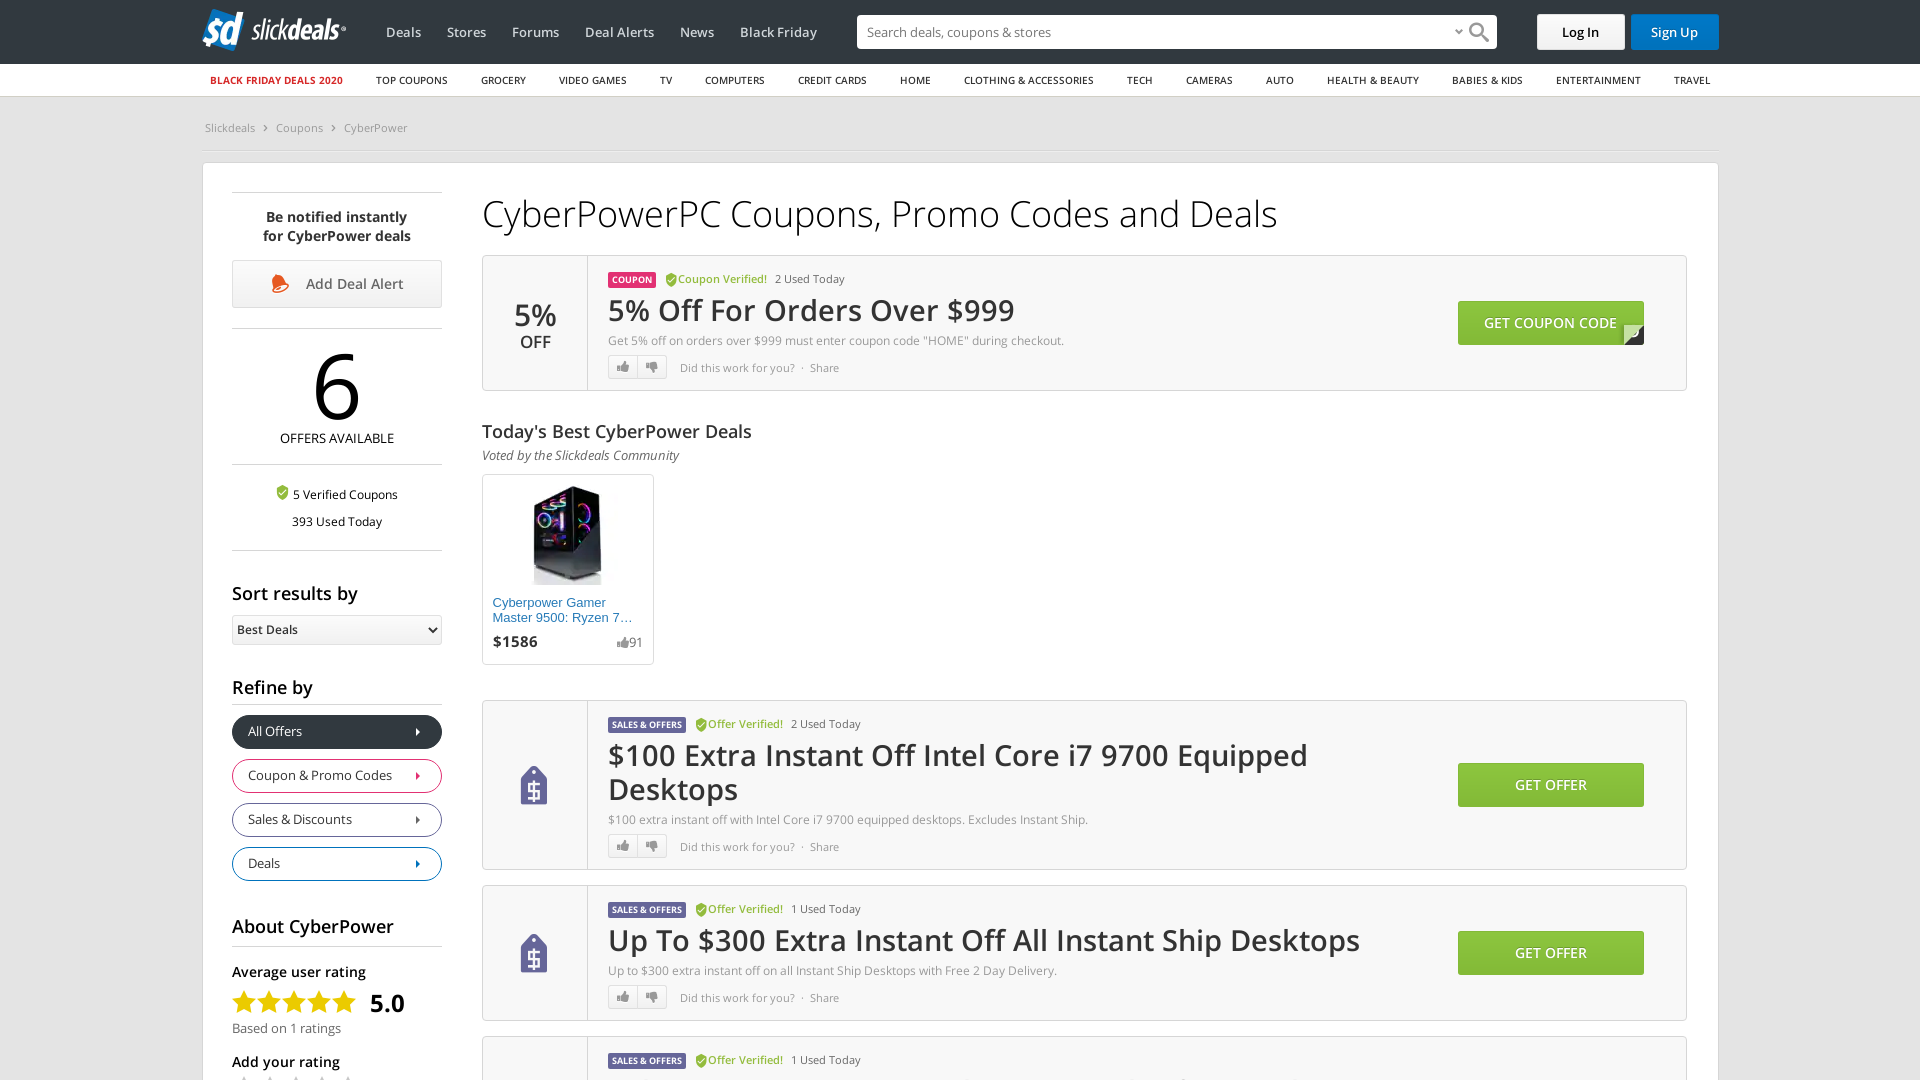 slickdeals
Deals
Stores
Forums
Deal Alerts
News
Black Friday
Search deals, coupons & stores
Log In
Sign Up
BLACK FRIDAY DEALS 2020
TOP COUPONS
GROCERY
VIDEO GAMES
TV
COMPUTERS
CREDIT CARDS
HOME
CLOTHING & ACCESSORIES
TECH
CAMERAS
AUTO
HEALTH & BEAUTY
BABIES & KIDS
ENTERTAINMENT
TRAVEL
Slickdeals > Coupons > CyberPower
Be notified instantly
for CyberPower deals
Add Deal Alert
6
OFFERS AVAILABLE
5 Verified Coupons
393 Used Today
Sort results by
Best Deals
Refine by
All Offers
Coupon & Promo Codes
Sales & Discounts
Deals
About CyberPower
Average user rating
5.0
Based on 1 ratings
Add your rating
CyberPowerPC Coupons, Promo Codes and Deals
5%
OFF
COUPON Coupon Verified! 2 Used Today
5% Off For Orders Over $999
Get 5% off on orders over $999 must enter coupon code "HOME" during checkout.
Did this work for you? · Share
GET COUPON CODE
Today's Best CyberPower Deals
Voted by the Slickdeals Community
Cyberpower Gamer
Master 9500: Ryzen 7…
$1586
91
SALES & OFFERS Offer Verified! 2 Used Today
$100 Extra Instant Off Intel Core i7 9700 Equipped
Desktops
$100 extra instant off with Intel Core i7 9700 equipped desktops. Excludes Instant Ship.
Did this work for you? · Share
GET OFFER
SALES & OFFERS Offer Verified! 1 Used Today
Up To $300 Extra Instant Off All Instant Ship Desktops
Up to $300 extra instant off on all Instant Ship Desktops with Free 2 Day Delivery.
Did this work for you? · Share
GET OFFER
SALES & OFFERS Offer Verified! 1 Used Today